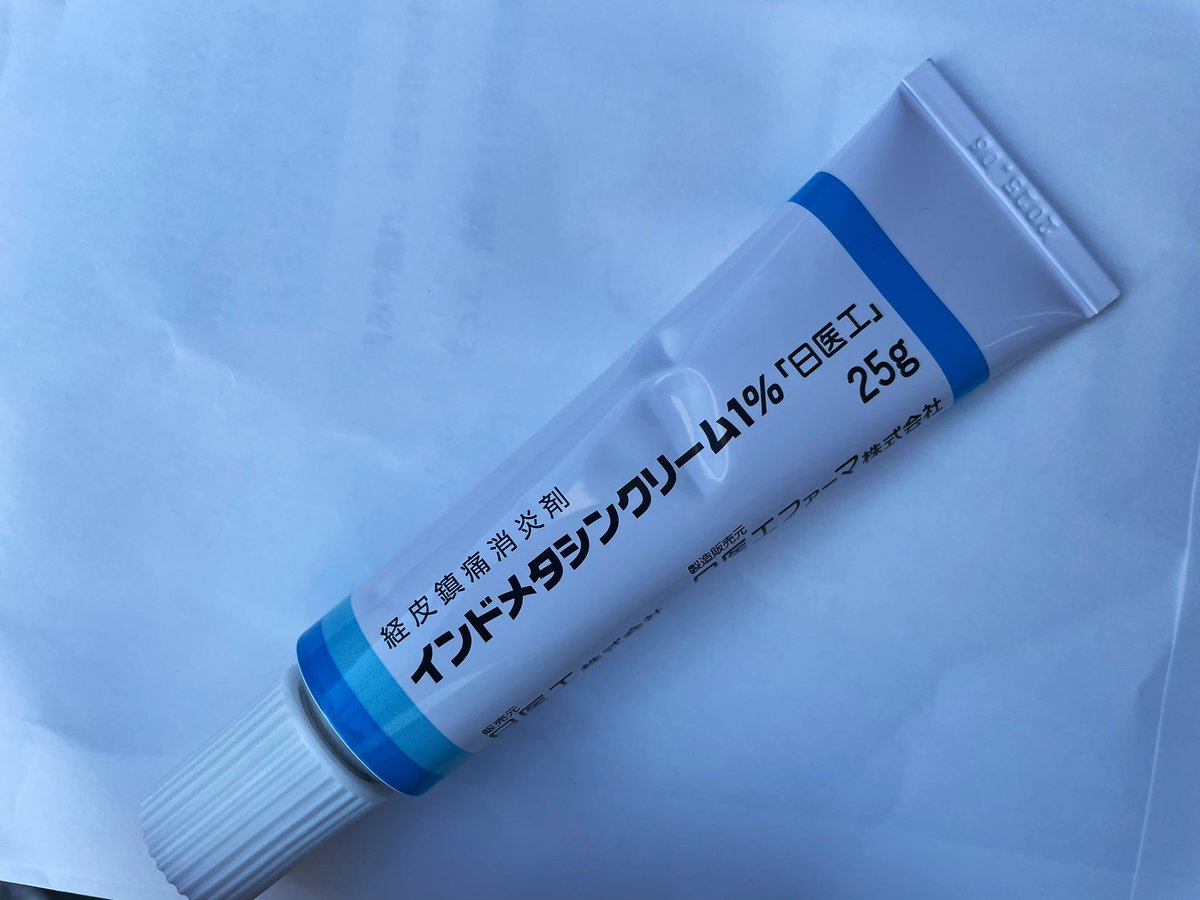 経皮鎮痛消炎剤
インドメタシンクリーム1%「日医工」
25g
販売元
日医工株式会社
製造販売元
日医工ファーマ株式会社
2025.06